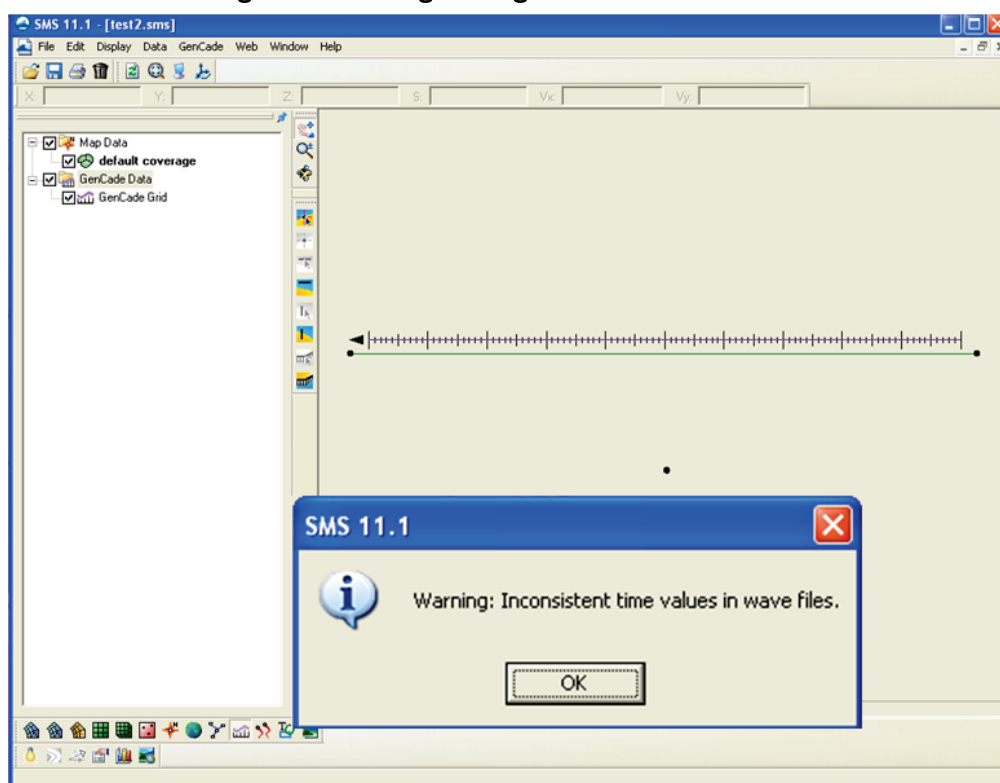 SMS 11.1 - [test2.sms]
File Edit Display Data GenCade Web Window Help
X: Y: Z: S: Vx: Vy:
Map Data
default coverage
GenCade Data
GenCade Grid
SMS 11.1
Warning: Inconsistent time values in wave files.
OK